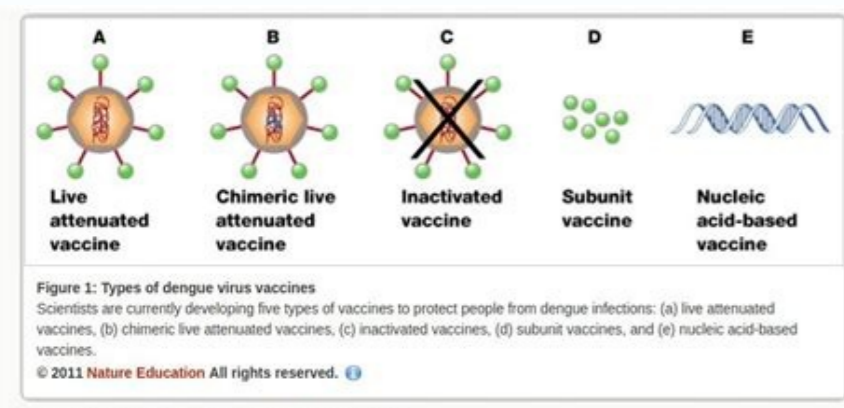 A B C D E
Live attenuated vaccine
Chimeric live attenuated vaccine
Inactivated vaccine
Subunit vaccine
Nucleic acid-based vaccine
Figure 1: Types of dengue virus vaccines
Scientists are currently developing five types of vaccines to protect people from dengue infections: (a) live attenuated
vaccines, (b) chimeric live attenuated vaccines, (c) inactivated vaccines, (d) subunit vaccines, and (e) nucleic acid-based
vaccines.
© 2011 Nature Education All rights reserved. i